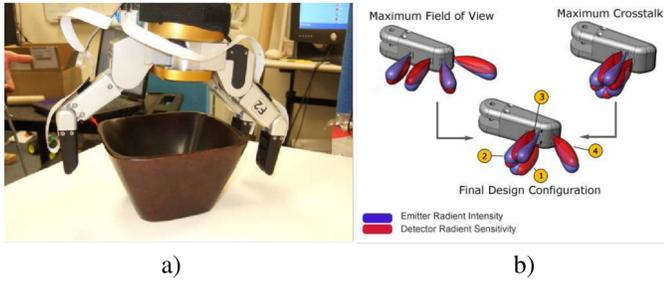 F2
Maximum Field of View
Maximum Crosstalk
3
2
4
1
Final Design Configuration
Emitter Radient Intensity
Detector Radient Sensitivity
a)
b)